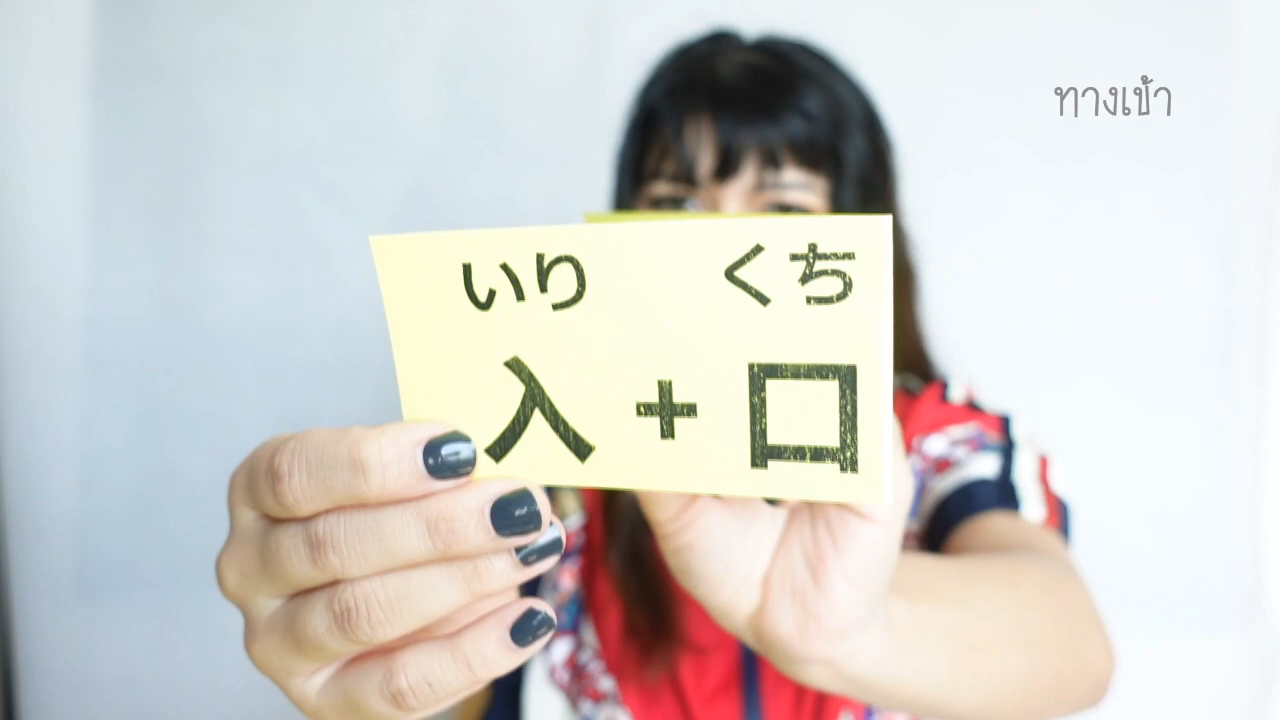 ทางเข้า
いり くち
入 + 口